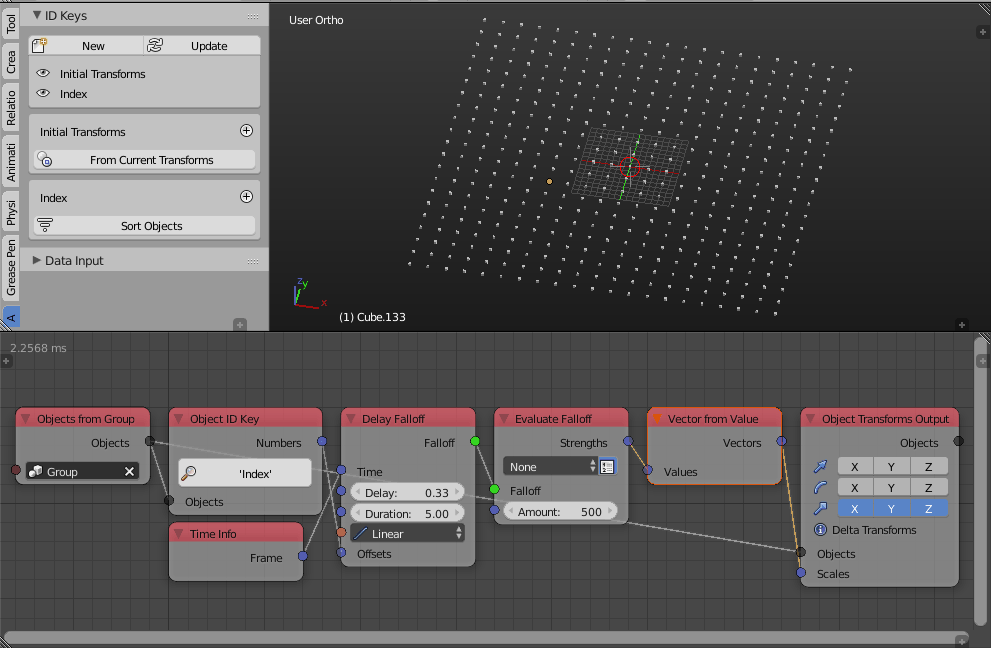 Tool
Crea
Relatio
Animati
Physi
Grease Pen
A
ID Keys
New
Update
Initial Transforms
Index
Initial Transforms
From Current Transforms
Index
Sort Objects
Data Input
User Ortho
z
y
x
(1) Cube.133
2.2568 ms
Objects from Group
Objects
Group
Object ID Key
Numbers
'Index'
Objects
Time Info
Frame
Delay Falloff
Falloff
Time
Delay: 0.33
Duration: 5.00
Linear
Offsets
Evaluate Falloff
Strengths
None
Falloff
Amount: 500
Vector from Value
Vectors
Values
Object Transforms Output
Objects
X Y Z
X Y Z
X Y Z
Delta Transforms
Objects
Scales